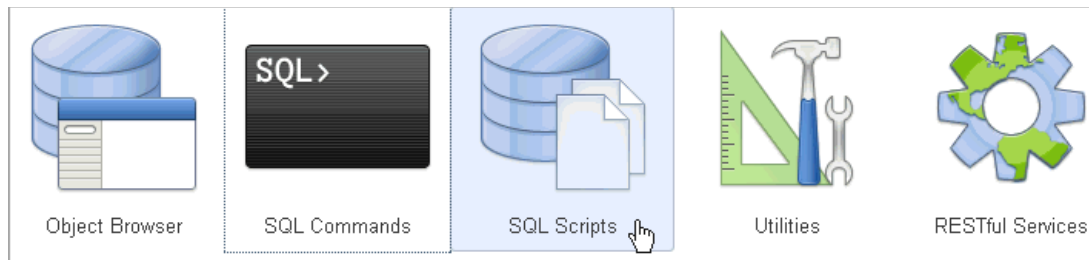 SQL>
Object Browser
SQL Commands
SQL Scripts
Utilities
RESTful Services